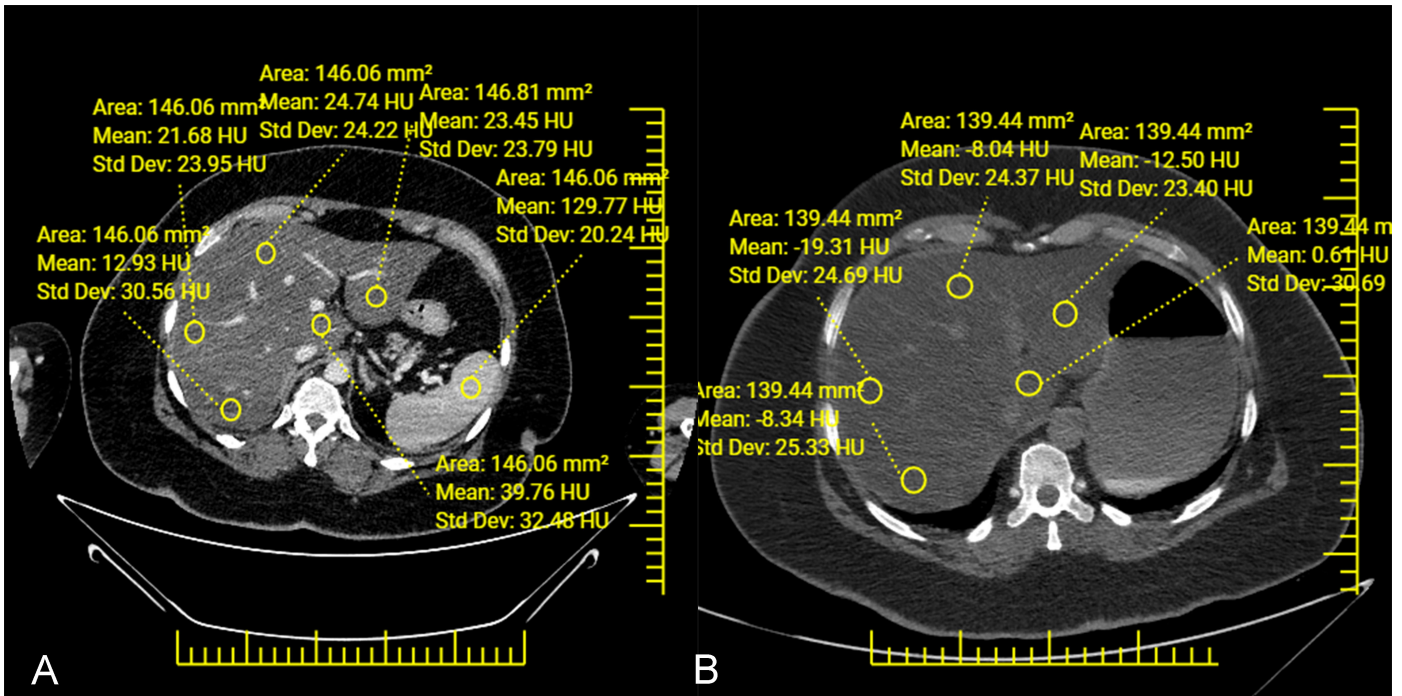 Area: 146.06 mm²
Mean: 24.74 HU
Std Dev: 24.22 HU
Area: 146.81 mm²
Mean: 23.45 HU
Std Dev: 23.79 HU
Area: 146.06 mm²
Mean: 21.68 HU
Std Dev: 23.95 HU
Area: 146.06 mm²
Mean: 129.77 HU
Std Dev: 20.24 HU
Area: 146.06 mm²
Mean: 12.93 HU
Std Dev: 30.56 HU
Area: 146.06 mm²
Mean: 39.76 HU
Std Dev: 32.48 HU
A
Area: 139.44 mm²
Mean: -8.04 HU
Std Dev: 24.37 HU
Area: 139.44 mm²
Mean: -12.50 HU
Std Dev: 23.40 HU
Area: 139.44 mm²
Mean: -19.31 HU
Std Dev: 24.69 HU
Area: 139.44 m
Mean: 0.61 HU
Std Dev: 30.69
Area: 139.44 mm²
Mean: -8.34 HU
Std Dev: 25.33 HU
B